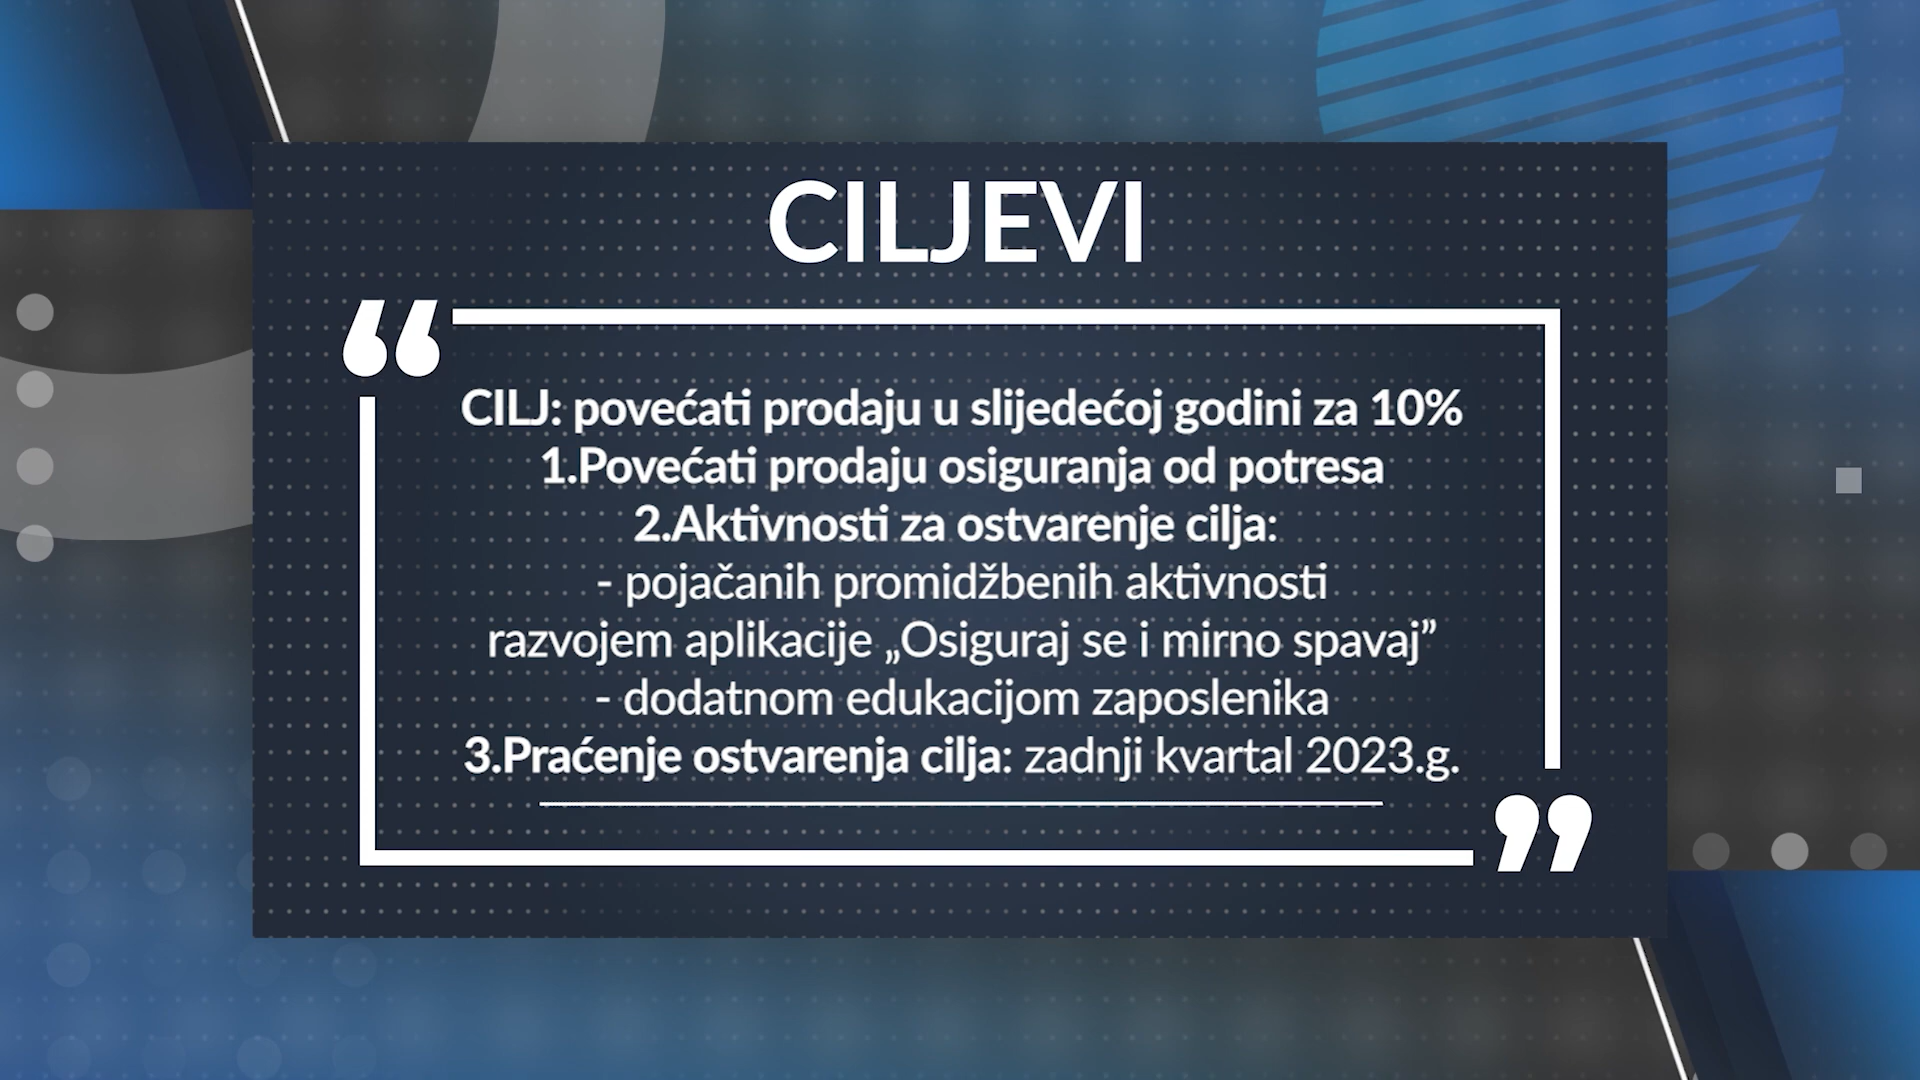 CILJEVI
CILJ: povećati prodaju u slijedećoj godini za 10%
1.Povećati prodaju osiguranja od potresa
2.Aktivnosti za ostvarenje cilja:
- pojačanih promidžbenih aktivnosti
razvojem aplikacije „Osiguraj se i mirno spavaj”
- dodatnom edukacijom zaposlenika
3.Praćenje ostvarenja cilja: zadnji kvartal 2023.g.